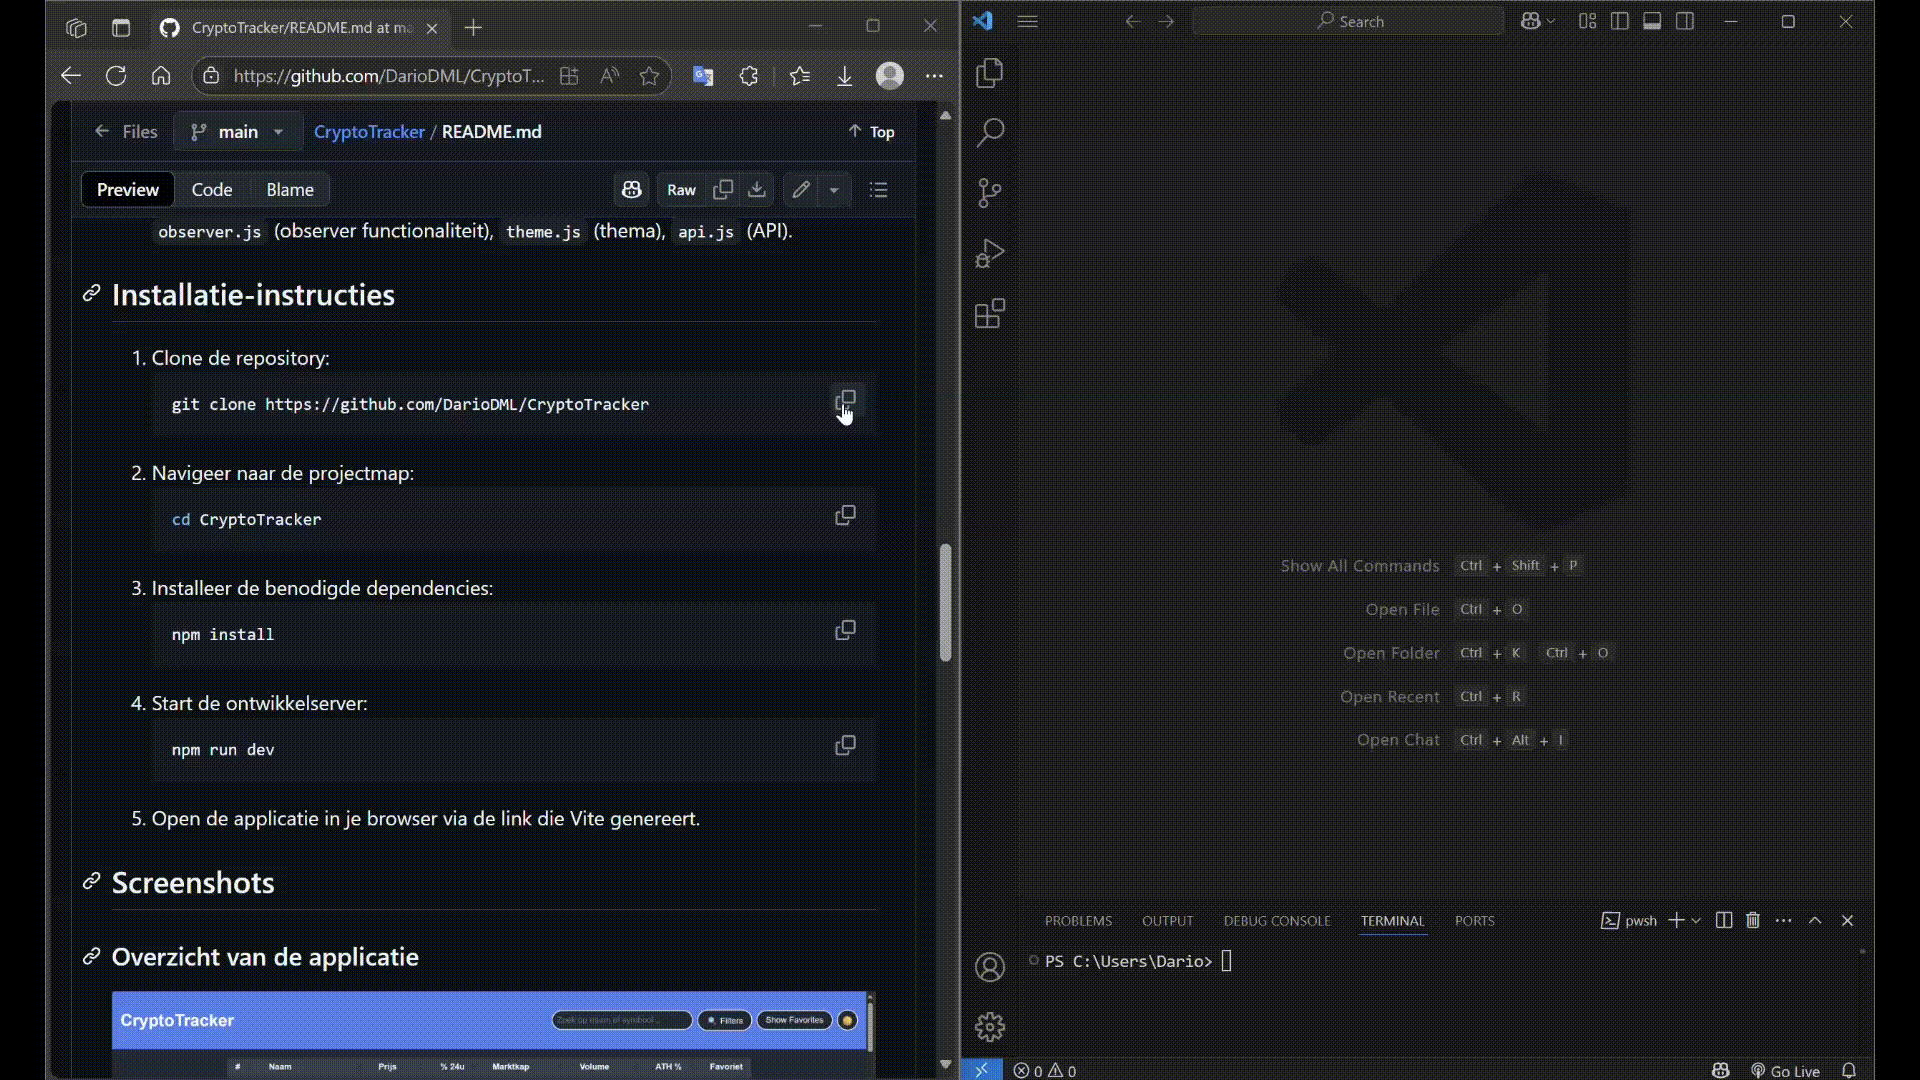 CryptoTracker/README.md at ma
https://github.com/DarioDML/CryptoT...
Files
main
CryptoTracker / README.md
Top
Preview
Code
Blame
Raw
observer.js (observer functionaliteit), theme.js (thema), api.js (API).
Installatie-instructies
1. Clone de repository:
git clone https://github.com/DarioDML/CryptoTracker
2. Navigeer naar de projectmap:
cd CryptoTracker
3. Installeer de benodigde dependencies:
npm install
4. Start de ontwikkelserver:
npm run dev
5. Open de applicatie in je browser via de link die Vite genereert.
Screenshots
Overzicht van de applicatie
CryptoTracker
Zoek op naam of symbool...
Filters
Show Favorites
# Naam Prijs % 24u Marktkap Volume ATH % Favoriet
Search
Show All Commands Ctrl + Shift + P
Open File Ctrl + O
Open Folder Ctrl + K Ctrl + O
Open Recent Ctrl + R
Open Chat Ctrl + Alt + I
PROBLEMS OUTPUT DEBUG CONSOLE TERMINAL PORTS
pwsh
PS C:\Users\Dario>
0 0
Go Live